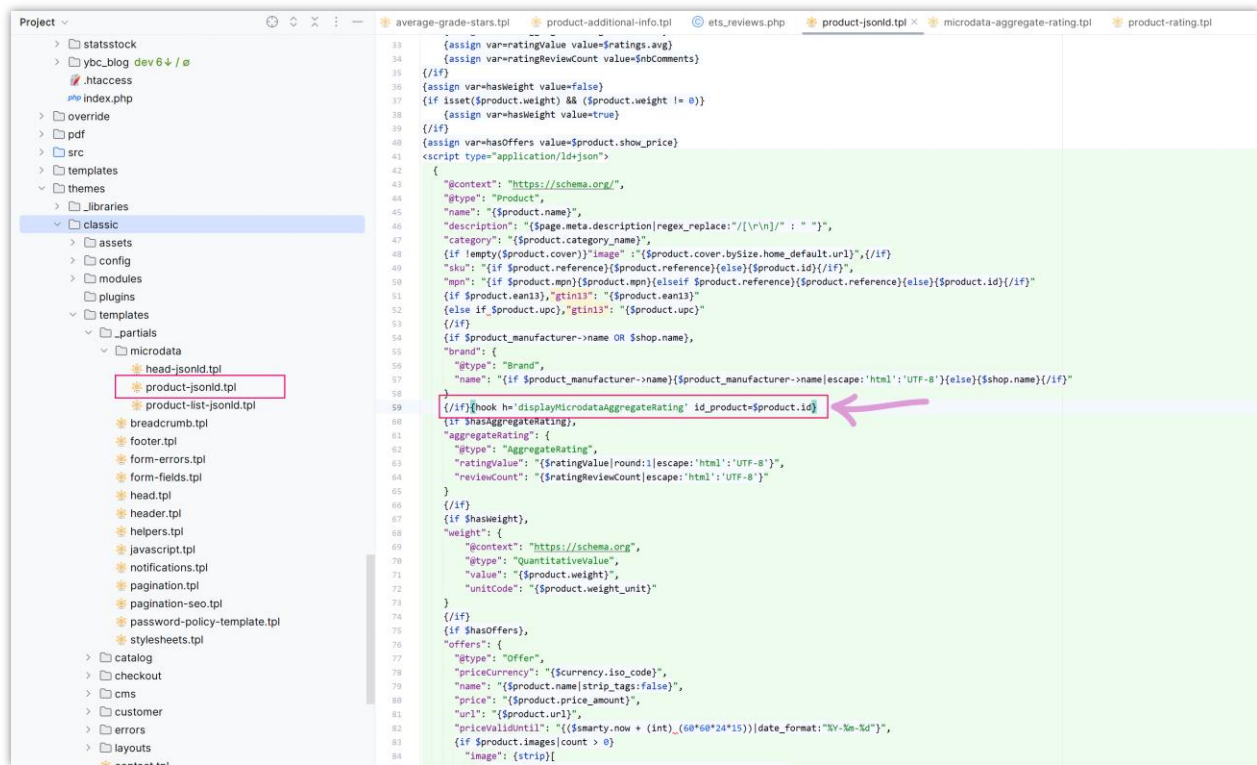 Project
average-grade-stars.tpl
product-additional-info.tpl
ets_reviews.php
product-jsonld.tpl
microdata-aggregate-rating.tpl
product-rating.tpl
statsstock
ybc_blog dev 6↓ / ø
.htaccess
php index.php
override
pdf
src
templates
themes
_libraries
classic
assets
config
modules
plugins
templates
_partials
microdata
head-jsonld.tpl
product-jsonld.tpl
product-list-jsonld.tpl
breadcrumb.tpl
footer.tpl
form-errors.tpl
form-fields.tpl
head.tpl
header.tpl
helpers.tpl
javascript.tpl
notifications.tpl
pagination.tpl
pagination-seo.tpl
password-policy-template.tpl
stylesheets.tpl
catalog
checkout
cms
customer
errors
layouts
33 {assign var=ratingValue value=$ratings.avg}
34 {assign var=ratingReviewCount value=$nbComments}
35 {/if}
36 {assign var=hasWeight value=false}
37 {if isset($product.weight) && ($product.weight != 0)}
38 {assign var=hasWeight value=true}
39 {/if}
40 {assign var=hasOffers value=$product.show_price}
41 <script type="application/ld+json">
42 {
43 "@context": "https://schema.org/",
44 "@type": "Product",
45 "name": "{$product.name}",
46 "description": "{$page.meta.description|regex_replace:"/[\r\n]/" : " "}",
47 "category": "{$product.category_name}",
48 {if !empty($product.cover)}"image" :"{$product.cover.bySize.home_default.url}",{/if}
49 "sku": "{if $product.reference}{$product.reference}{else}{$product.id}{/if}",
50 "mpn": "{if $product.mpn}{$product.mpn}{elseif $product.reference}{$product.reference}{else}{$product.id}{/if}"
51 {if $product.ean13},"gtin13": "{$product.ean13}"
52 {else if $product.upc},"gtin13": "{$product.upc}"
53 {/if}
54 {if $product_manufacturer->name OR $shop.name},
55 "brand": {
56 "@type": "Brand",
57 "name": "{if $product_manufacturer->name}{$product_manufacturer->name|escape:'html':'UTF-8'}{else}{$shop.name}{/if}"
58 }
59 {/if}{hook h='displayMicrodataAggregateRating' id_product=$product.id}
60 {if $hasAggregateRating},
61 "aggregateRating": {
62 "@type": "AggregateRating",
63 "ratingValue": "{$ratingValue|round:1|escape:'html':'UTF-8'}",
64 "reviewCount": "{$ratingReviewCount|escape:'html':'UTF-8'}"
65 }
66 {/if}
67 {if $hasWeight},
68 "weight": {
69 "@context": "https://schema.org",
70 "@type": "QuantitativeValue",
71 "value": "{$product.weight}",
72 "unitCode": "{$product.weight_unit}"
73 }
74 {/if}
75 {if $hasOffers},
76 "offers": {
77 "@type": "Offer",
78 "priceCurrency": "{$currency.iso_code}",
79 "name": "{$product.name|strip_tags:false}",
80 "price": "{$product.price_amount}",
81 "url": "{$product.url}",
82 "priceValidUntil": "{($smarty.now + (int) (60*60*24*15))|date_format:"%Y-%m-%d"}",
83 {if $product.images|count > 0}
84 "image": {strip}[